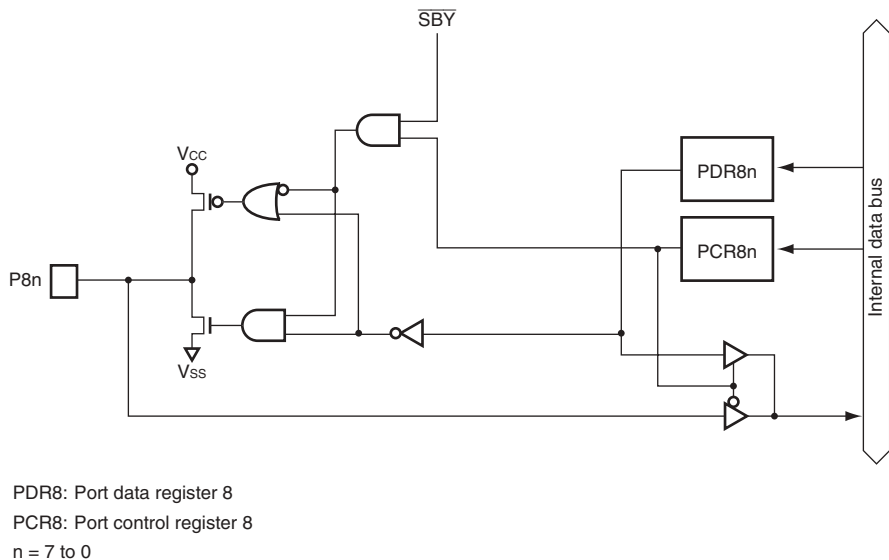 SBY
VCC
PDR8n
PCR8n
P8n
VSS
Internal data bus
PDR8: Port data register 8
PCR8: Port control register 8
n = 7 to 0